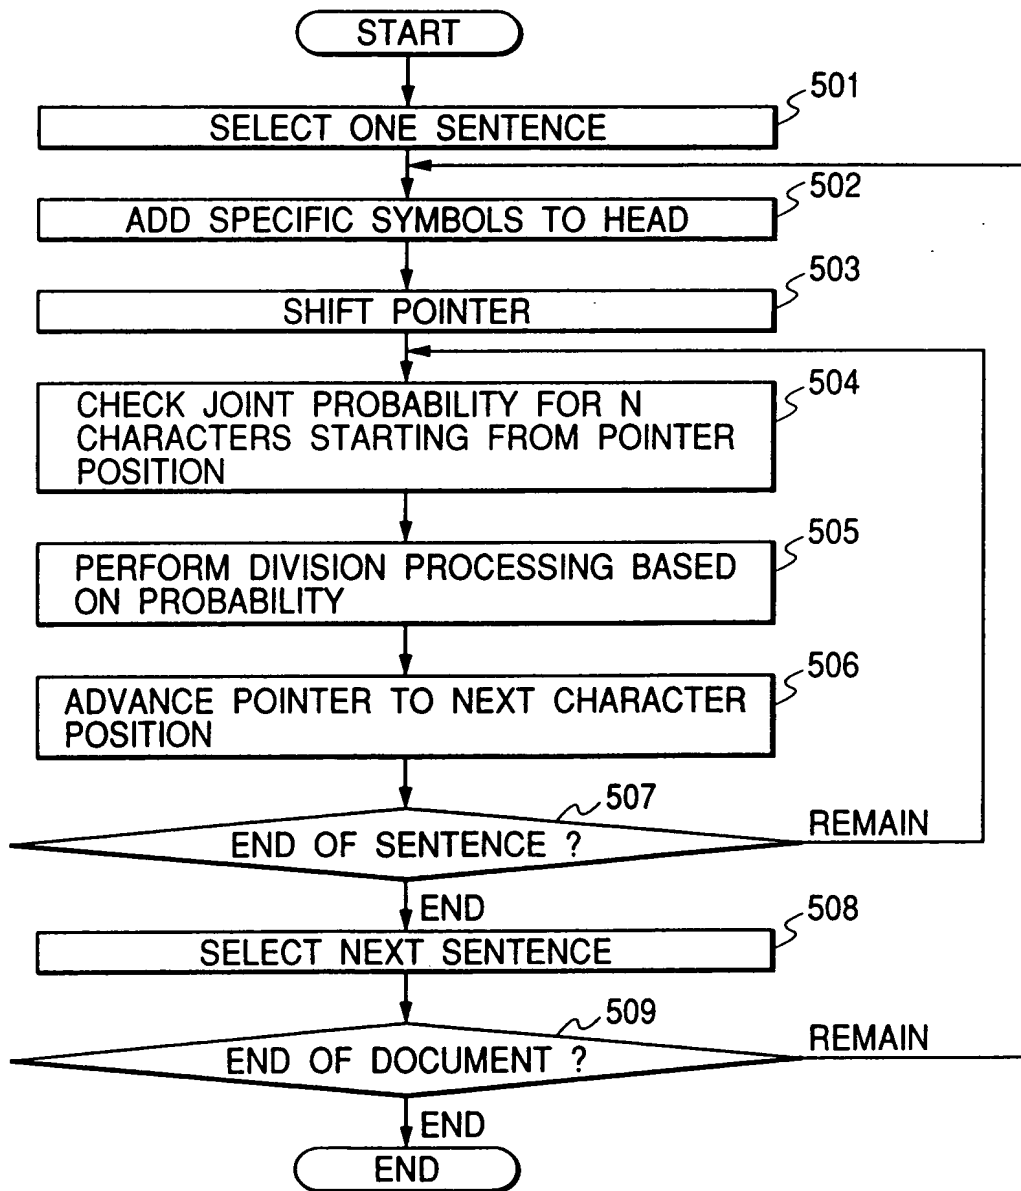 START
501
SELECT ONE SENTENCE
502
ADD SPECIFIC SYMBOLS TO HEAD
503
SHIFT POINTER
504
CHECK JOINT PROBABILITY FOR N
CHARACTERS STARTING FROM POINTER
POSITION
505
PERFORM DIVISION PROCESSING BASED
ON PROBABILITY
506
ADVANCE POINTER TO NEXT CHARACTER
POSITION
507
END OF SENTENCE ?
REMAIN
END
508
SELECT NEXT SENTENCE
509
END OF DOCUMENT ?
REMAIN
END
END